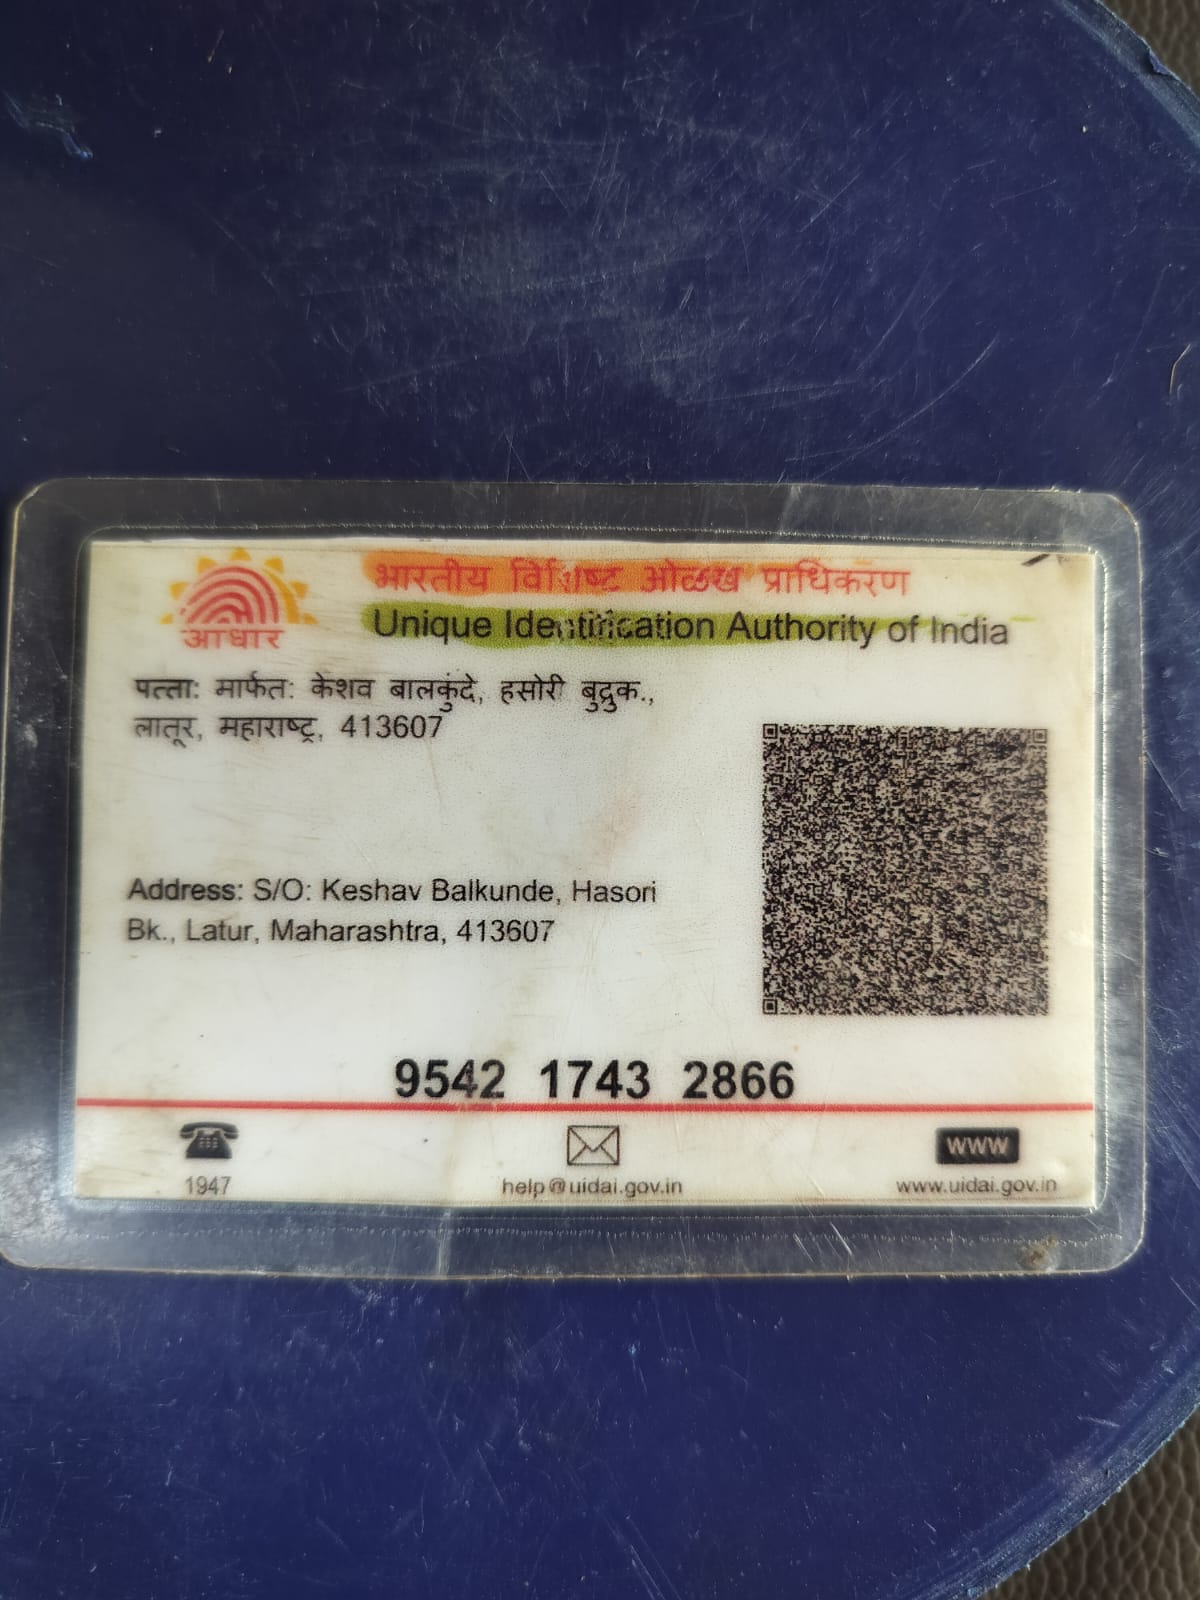 आधार
भारतीय विशिष्ट ओळख प्राधिकरण
Unique Identification Authority of India
पत्ता: मार्फत: केशव बालकुंदे, हसोरी बुद्रुक.,
लातूर, महाराष्ट्र, 413607
Address: S/O: Keshav Balkunde, Hasori
Bk., Latur, Maharashtra, 413607
9542 1743 2866
WWW
1947
help@uidai.gov.in
www.uidai.gov.in